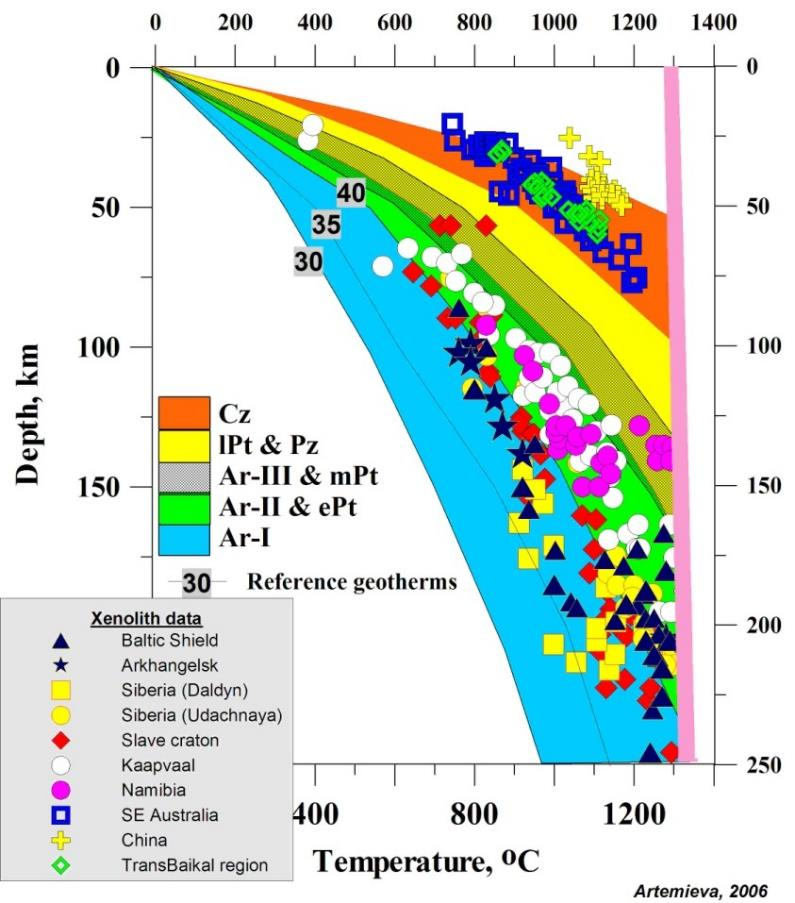 0 200 400 600 800 1000 1200 1400
0 0
50 50
100 100
150 150
200
250
Depth, km
40
35
30
Cz
lPt & Pz
Ar-III & mPt
Ar-II & ePt
Ar-I
30 Reference geotherms
Xenolith data
Baltic Shield
Arkhangelsk
Siberia (Daldyn)
Siberia (Udachnaya)
Slave craton
Kaapvaal
Namibia
SE Australia
China
TransBaikal region
400 800 1200
Temperature, ºC
Artemieva, 2006